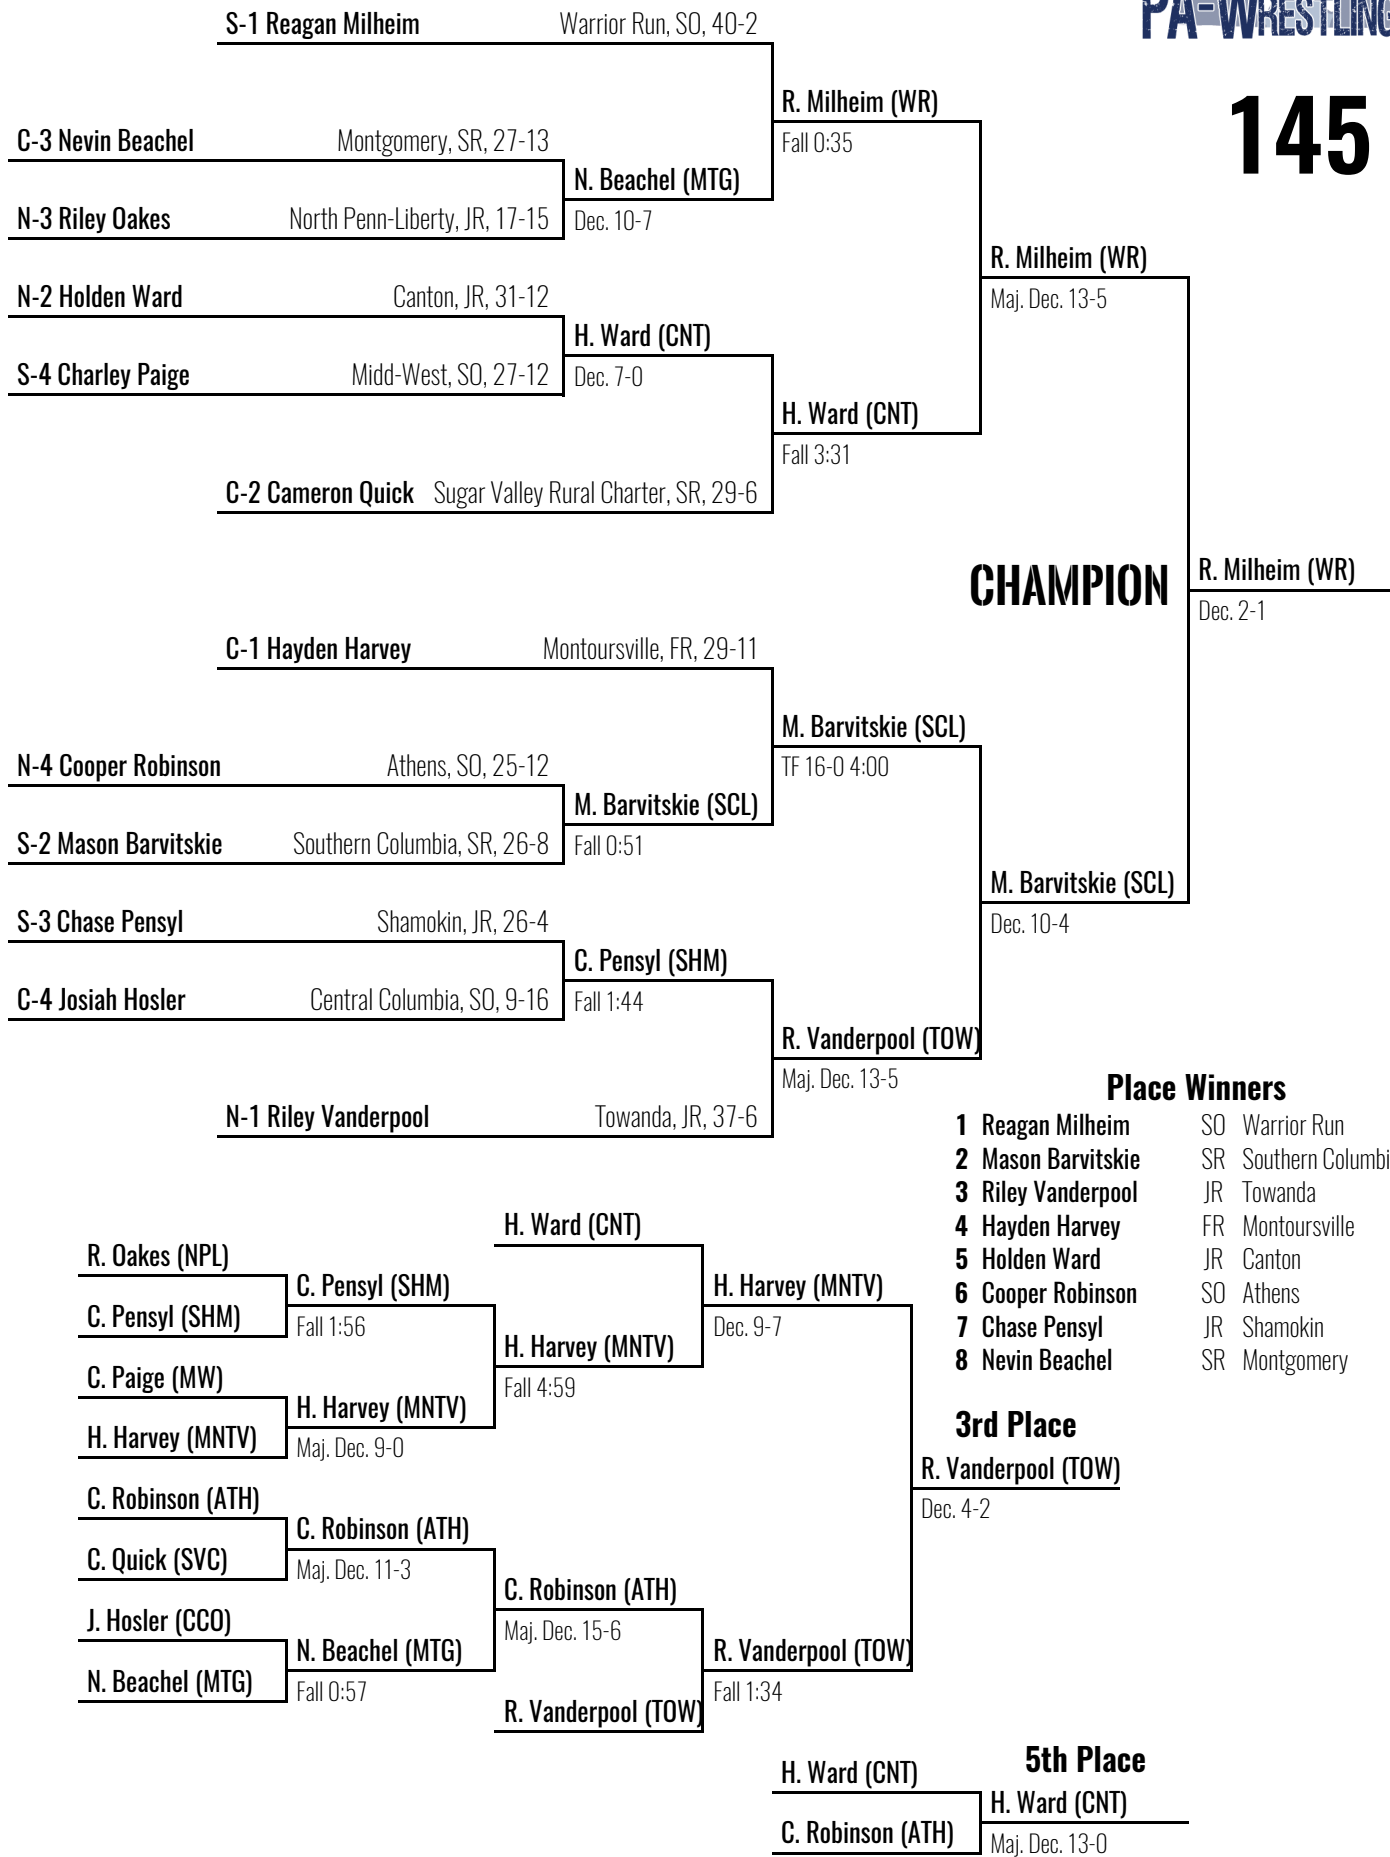 PA-WRESTLING
145
S-1 Reagan Milheim Warrior Run, SO, 40-2
R. Milheim (WR)
Fall 0:35
C-3 Nevin Beachel Montgomery, SR, 27-13
N. Beachel (MTG)
Dec. 10-7
N-3 Riley Oakes North Penn-Liberty, JR, 17-15
R. Milheim (WR)
Maj. Dec. 13-5
N-2 Holden Ward Canton, JR, 31-12
H. Ward (CNT)
Dec. 7-0
S-4 Charley Paige Midd-West, SO, 27-12
H. Ward (CNT)
Fall 3:31
C-2 Cameron Quick Sugar Valley Rural Charter, SR, 29-6
CHAMPION
R. Milheim (WR)
Dec. 2-1
C-1 Hayden Harvey Montoursville, FR, 29-11
M. Barvitskie (SCL)
TF 16-0 4:00
N-4 Cooper Robinson Athens, SO, 25-12
M. Barvitskie (SCL)
Fall 0:51
S-2 Mason Barvitskie Southern Columbia, SR, 26-8
M. Barvitskie (SCL)
Dec. 10-4
S-3 Chase Pensyl Shamokin, JR, 26-4
C. Pensyl (SHM)
Fall 1:44
C-4 Josiah Hosler Central Columbia, SO, 9-16
R. Vanderpool (TOW)
Maj. Dec. 13-5
N-1 Riley Vanderpool Towanda, JR, 37-6
Place Winners
1 Reagan Milheim SO Warrior Run
2 Mason Barvitskie SR Southern Columbi
3 Riley Vanderpool JR Towanda
4 Hayden Harvey FR Montoursville
5 Holden Ward JR Canton
6 Cooper Robinson SO Athens
7 Chase Pensyl JR Shamokin
8 Nevin Beachel SR Montgomery
H. Ward (CNT)
R. Oakes (NPL)
C. Pensyl (SHM)
Fall 1:56
C. Pensyl (SHM)
H. Harvey (MNTV)
Dec. 9-7
H. Harvey (MNTV)
Fall 4:59
C. Paige (MW)
H. Harvey (MNTV)
Maj. Dec. 9-0
H. Harvey (MNTV)
3rd Place
R. Vanderpool (TOW)
Dec. 4-2
C. Robinson (ATH)
C. Robinson (ATH)
Maj. Dec. 11-3
C. Quick (SVC)
C. Robinson (ATH)
Maj. Dec. 15-6
J. Hosler (CCO)
N. Beachel (MTG)
Fall 0:57
N. Beachel (MTG)
R. Vanderpool (TOW)
Fall 1:34
R. Vanderpool (TOW)
5th Place
H. Ward (CNT)
H. Ward (CNT)
Maj. Dec. 13-0
C. Robinson (ATH)